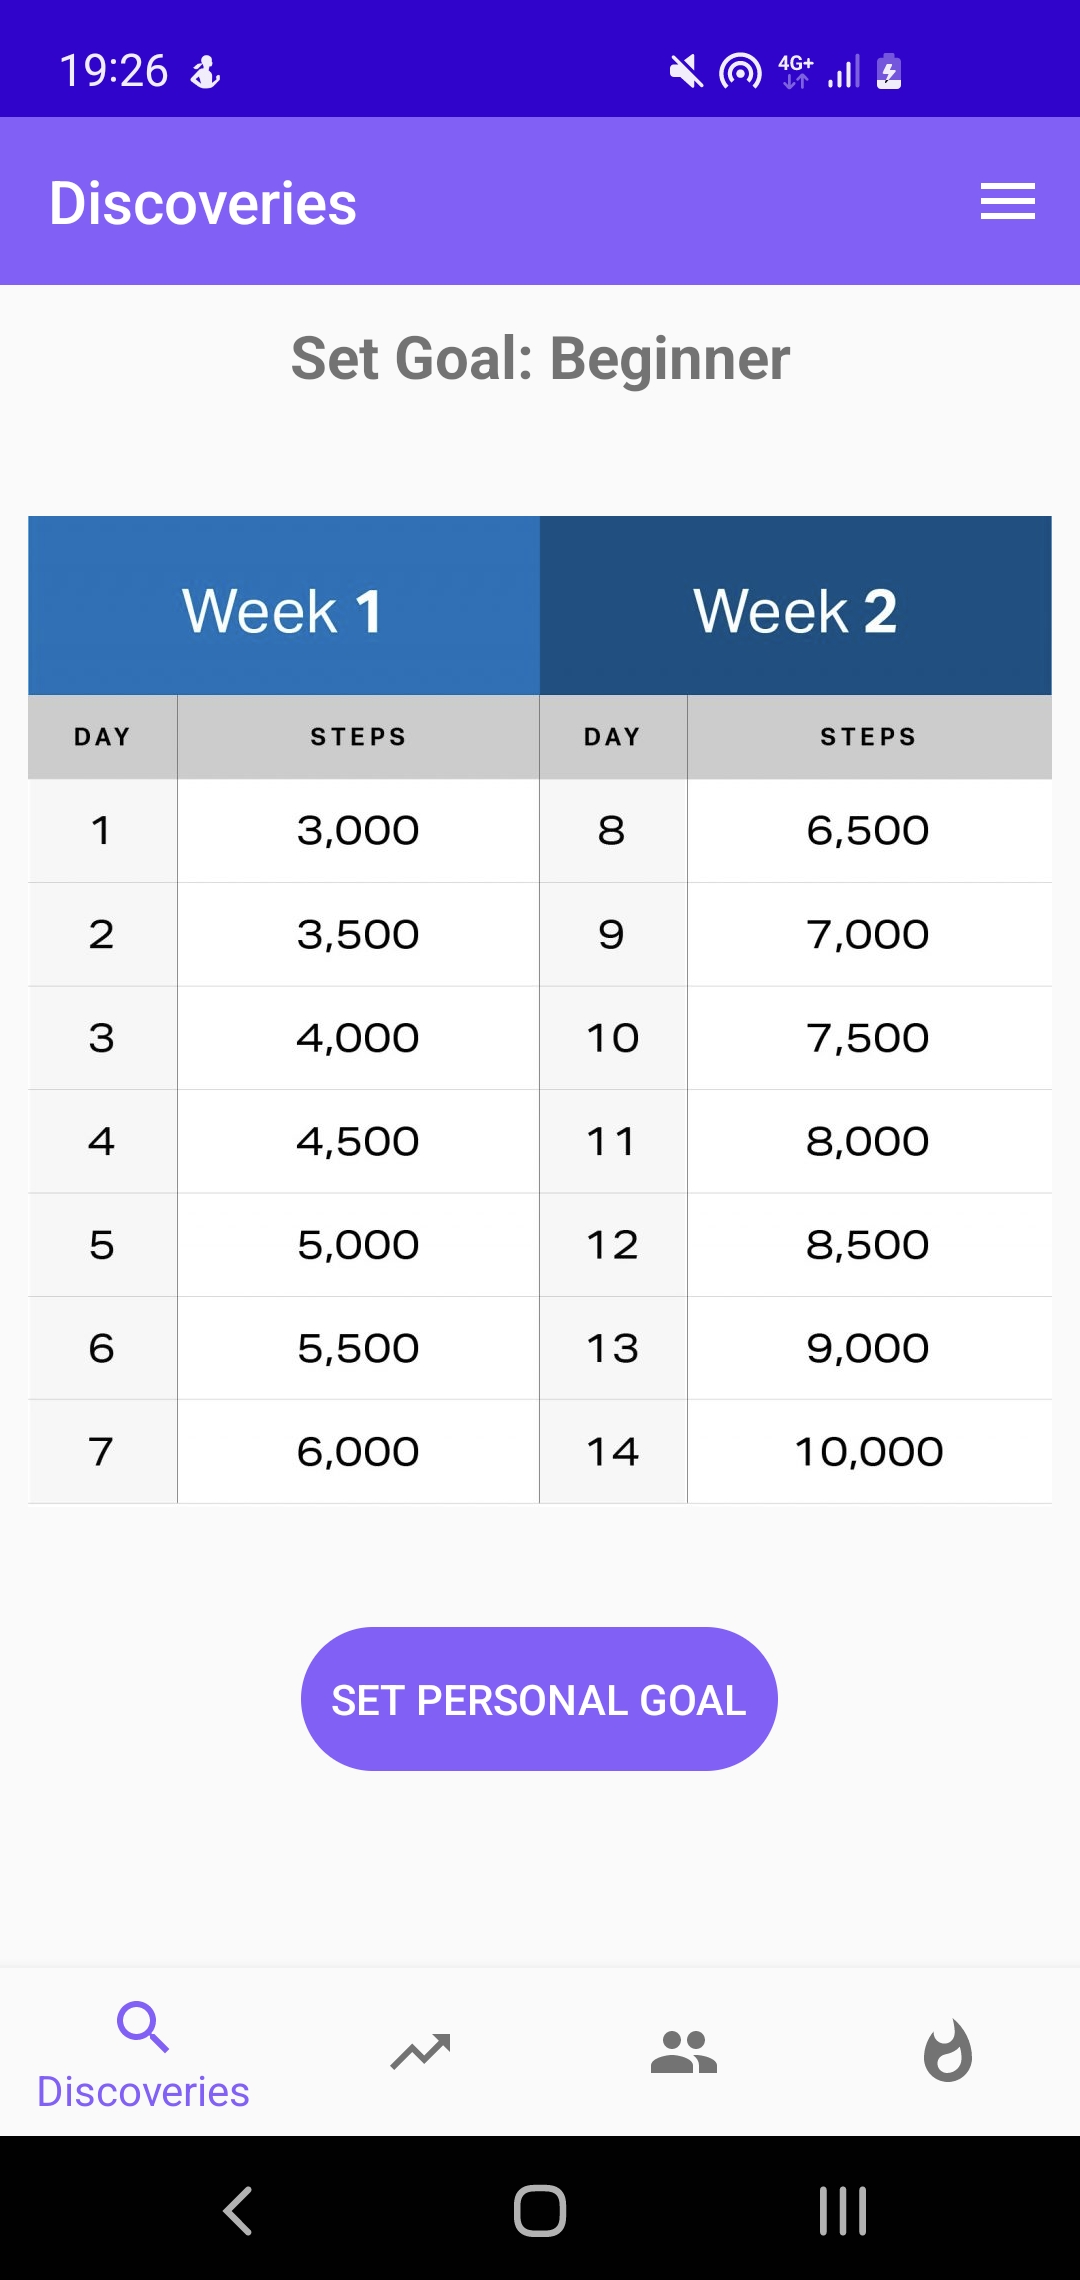 19:26
4G+
Discoveries
Set Goal: Beginner
Week 1 Week 2
DAY STEPS DAY STEPS
1 3,000 8 6,500
2 3,500 9 7,000
3 4,000 10 7,500
4 4,500 11 8,000
5 5,000 12 8,500
6 5,500 13 9,000
7 6,000 14 10,000
SET PERSONAL GOAL
Discoveries